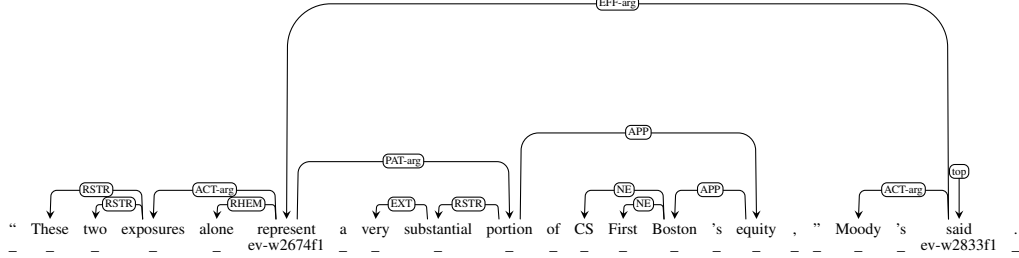 EFF-arg
APP
PAT-arg
top
RSTR ACT-arg NE APP ACT-arg
RSTR RHEM EXT RSTR NE
“ These two exposures alone represent a very substantial portion of CS First Boston ’s equity , ” Moody ’s said .
_ _ _ _ _ ev-w2674f1 _ _ _ _ _ _ _ _ _ _ _ _ _ _ ev-w2833f1 _